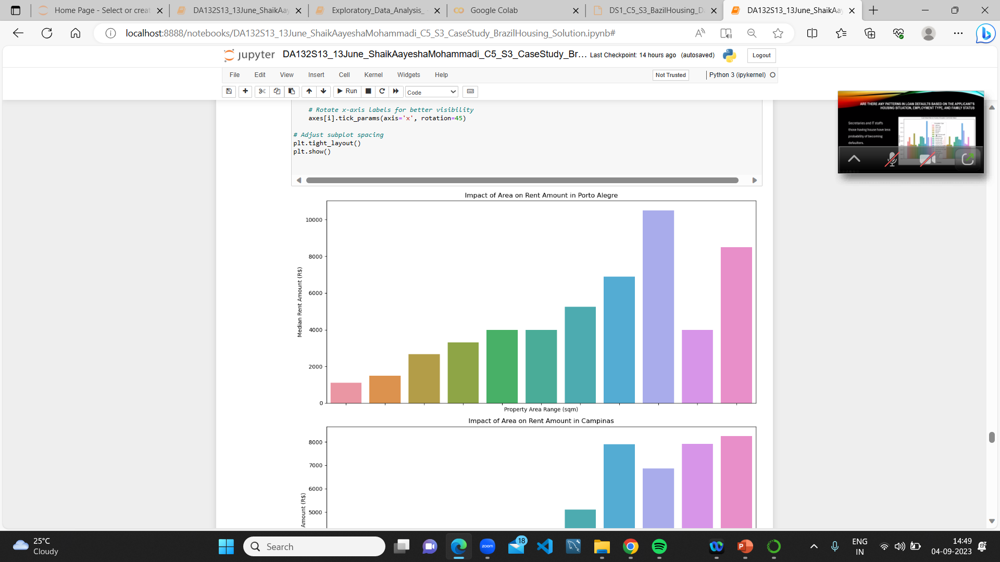 Home Page - Select or creat
DA132S13_13June_ShaikAay
Exploratory_Data_Analysis_
Google Colab
DS1_C5_S3_BazilHousing_D
DA132S13_13June_ShaikAay
localhost:8888/notebooks/DA132S13_13June_ShaikAayeshaMohammadi_C5_S3_CaseStudy_BrazilHousing_Solution.ipynb#
jupyter DA132S13_13June_ShaikAayeshaMohammadi_C5_S3_CaseStudy_Br... Last Checkpoint: 14 hours ago (autosaved)
Logout
File Edit View Insert Cell Kernel Widgets Help
Not Trusted
Python 3 (ipykernel)
Run
Code
# Rotate x-axis labels for better visibility
axes[i].tick_params(axis='x', rotation=45)
# Adjust subplot spacing
plt.tight_layout()
plt.show()
ARE THERE ANY PATTERNS IN LOAN DEFAULTS BASED ON THE APPLICANT'S
HOUSING SITUATION, EMPLOYMENT TYPE, AND FAMILY STATUS
Secretaries and IT staffs
those having house have less
probability of becoming
defaulters.
Impact of Area on Rent Amount in Porto Alegre
10000
8000
6000
4000
2000
0
Median Rent Amount (R$)
Property Area Range (sqm)
Impact of Area on Rent Amount in Campinas
8000
7000
6000
5000
Amount (R$)
25°C
Cloudy
Search
zoom
18
ENG
IN
14:49
04-09-2023